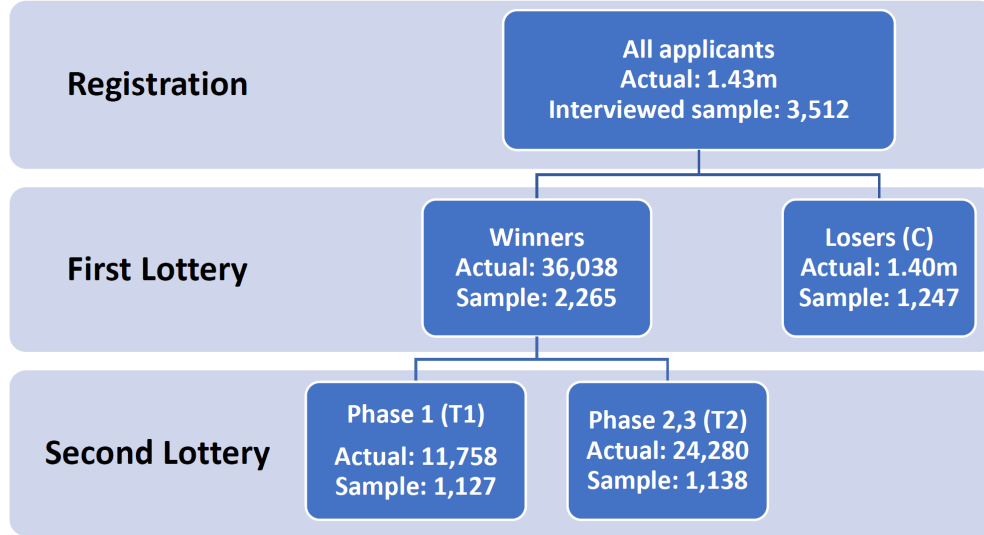 Registration
All applicants
Actual: 1.43m
Interviewed sample: 3,512
First Lottery
Winners
Actual: 36,038
Sample: 2,265
Losers (C)
Actual: 1.40m
Sample: 1,247
Second Lottery
Phase 1 (T1)
Actual: 11,758
Sample: 1,127
Phase 2,3 (T2)
Actual: 24,280
Sample: 1,138